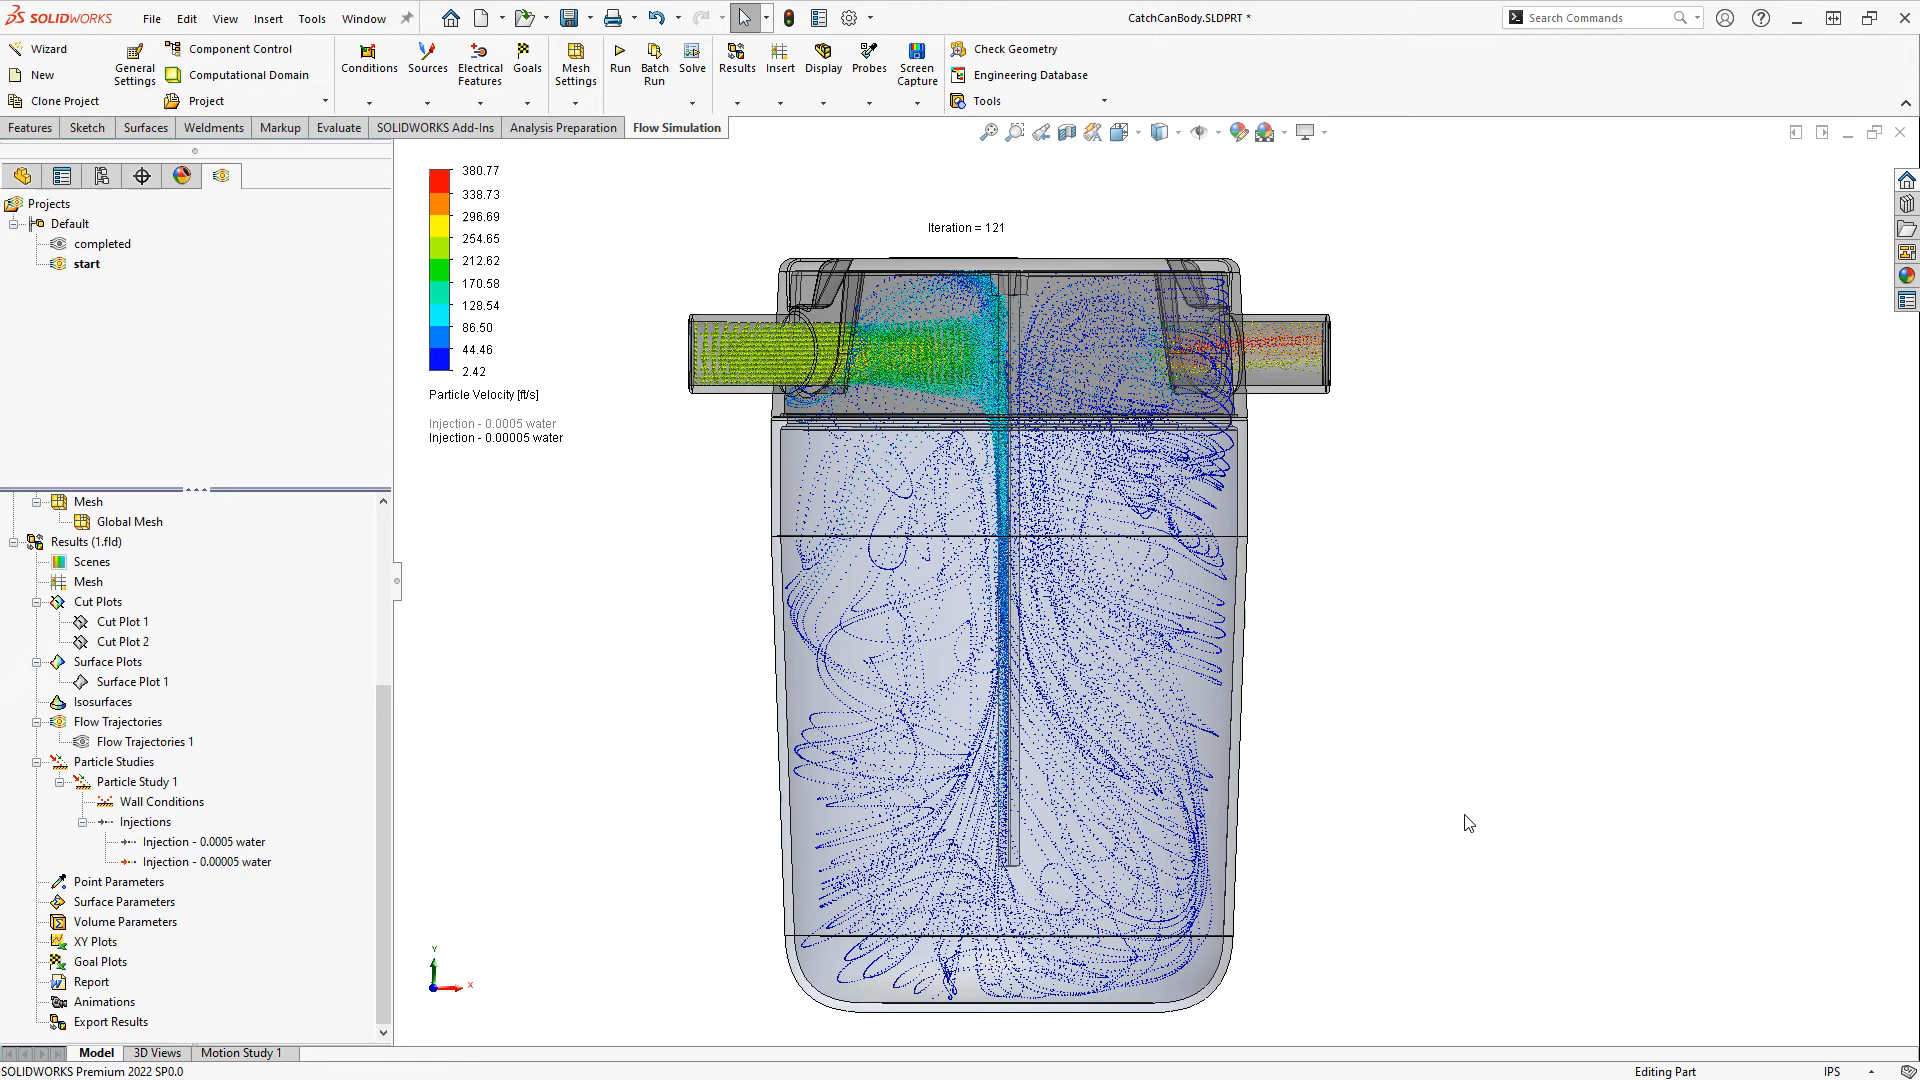 SOLIDWORKS
File Edit View Insert Tools Window
CatchCanBody.SLDPRT *
Search Commands
Wizard
New
Clone Project
General Settings
Component Control
Computational Domain
Project
Conditions
Sources
Electrical Features
Goals
Mesh Settings
Run
Batch Run
Solve
Results
Insert
Display
Probes
Screen Capture
Check Geometry
Engineering Database
Tools
Features Sketch Surfaces Weldments Markup Evaluate SOLIDWORKS Add-Ins Analysis Preparation Flow Simulation
Projects
Default
completed
start
Mesh
Global Mesh
Results (1.fld)
Scenes
Mesh
Cut Plots
Cut Plot 1
Cut Plot 2
Surface Plots
Surface Plot 1
Isosurfaces
Flow Trajectories
Flow Trajectories 1
Particle Studies
Particle Study 1
Wall Conditions
Injections
Injection - 0.0005 water
Injection - 0.00005 water
Point Parameters
Surface Parameters
Volume Parameters
XY Plots
Goal Plots
Report
Animations
Export Results
380.77
338.73
296.69
254.65
212.62
170.58
128.54
86.50
44.46
2.42
Particle Velocity [ft/s]
Injection - 0.0005 water
Injection - 0.00005 water
Iteration = 121
Y
X
Model 3D Views Motion Study 1
SOLIDWORKS Premium 2022 SP0.0
Editing Part
IPS